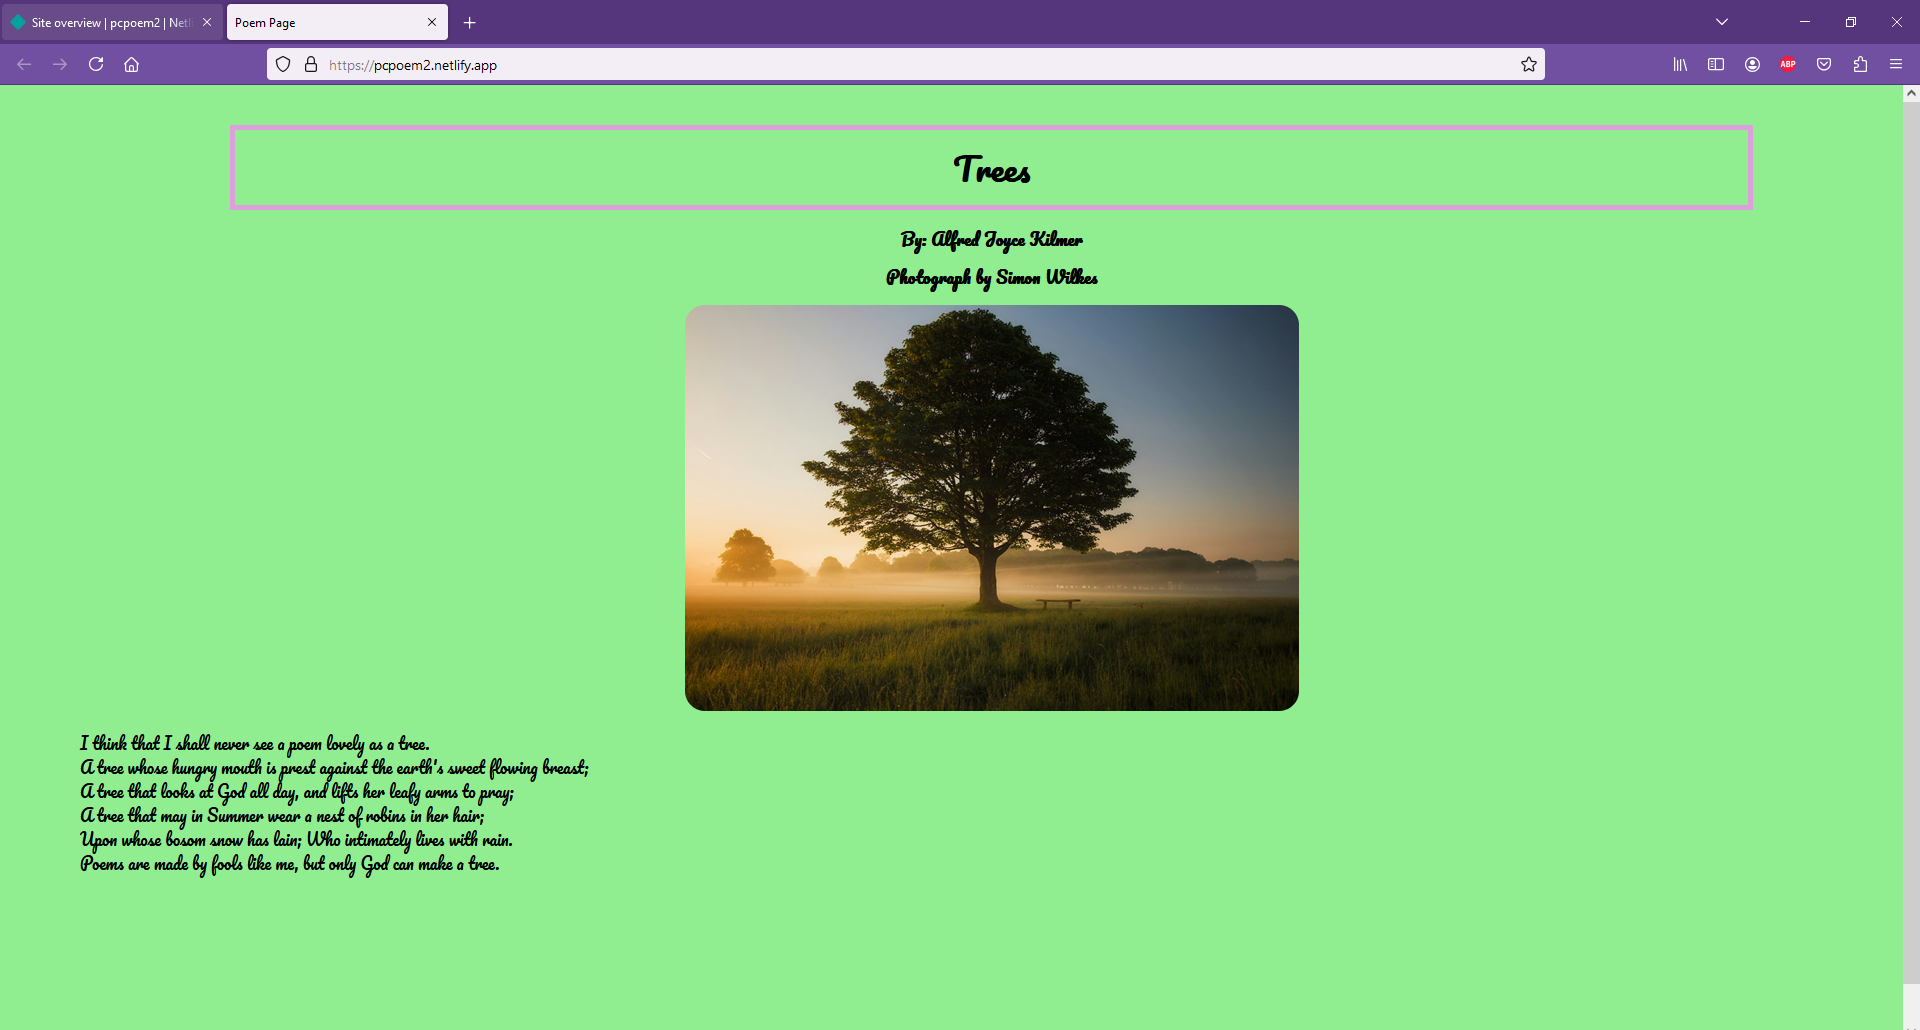 Site overview | pcpoem2 | Netli
Poem Page
https://pcpoem2.netlify.app
ABP
Trees
By: Alfred Joyce Kilmer
Photograph by Simon Wilkes
I think that I shall never see a poem lovely as a tree.
A tree whose hungry mouth is prest against the earth's sweet flowing breast;
A tree that looks at God all day, and lifts her leafy arms to pray;
A tree that may in Summer wear a nest of robins in her hair;
Upon whose bosom snow has lain; Who intimately lives with rain.
Poems are made by fools like me, but only God can make a tree.